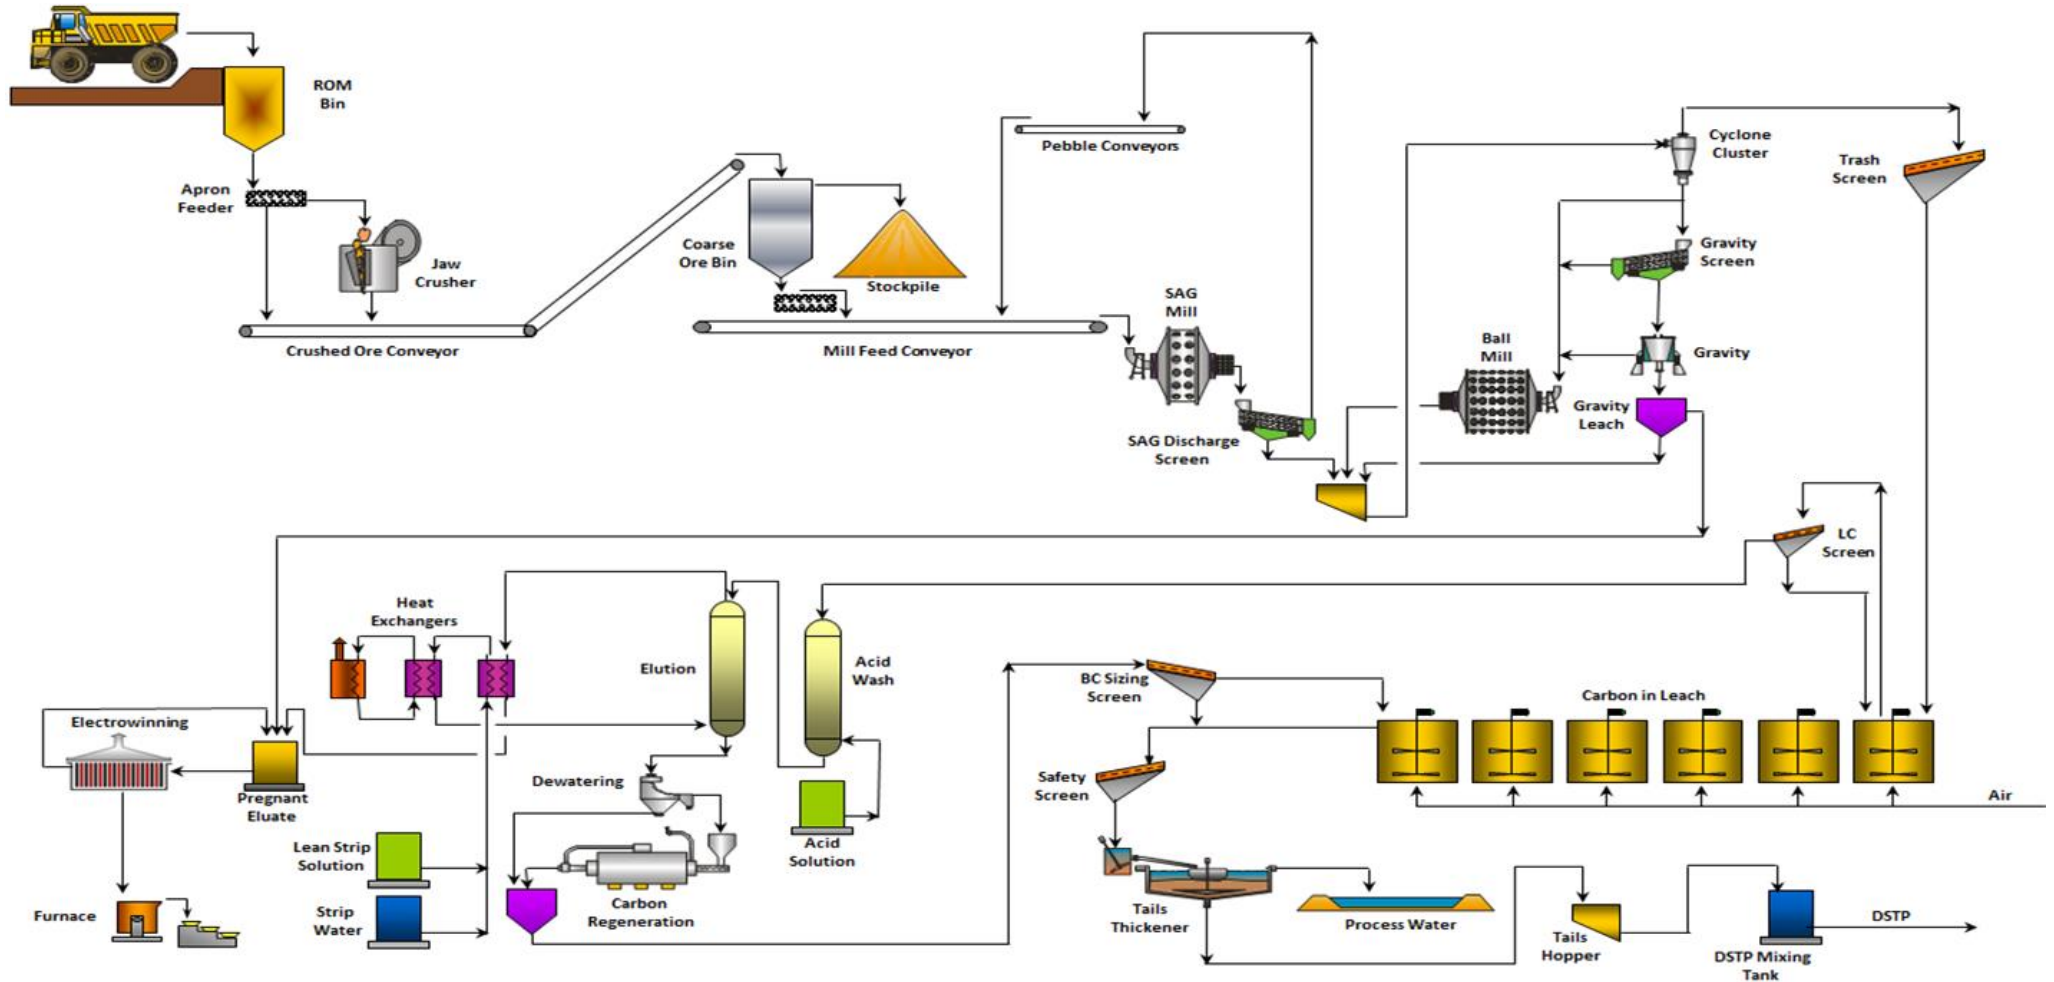 ROM
Bin
Apron
Feeder
Jaw
Crusher
Crushed Ore Conveyor
Coarse
Ore Bin
Stockpile
Mill Feed Conveyor
Pebble Conveyors
SAG
Mill
SAG Discharge
Screen
Ball
Mill
Cyclone
Cluster
Trash
Screen
Gravity
Screen
Gravity
Gravity
Leach
LC
Screen
Heat
Exchangers
Elution
Acid
Wash
BC Sizing
Screen
Carbon in Leach
Electrowinning
Pregnant
Eluate
Dewatering
Safety
Screen
Air
Lean Strip
Solution
Acid
Solution
Strip
Water
Furnace
Carbon
Regeneration
Tails
Thickener
Process Water
Tails
Hopper
DSTP
DSTP Mixing
Tank